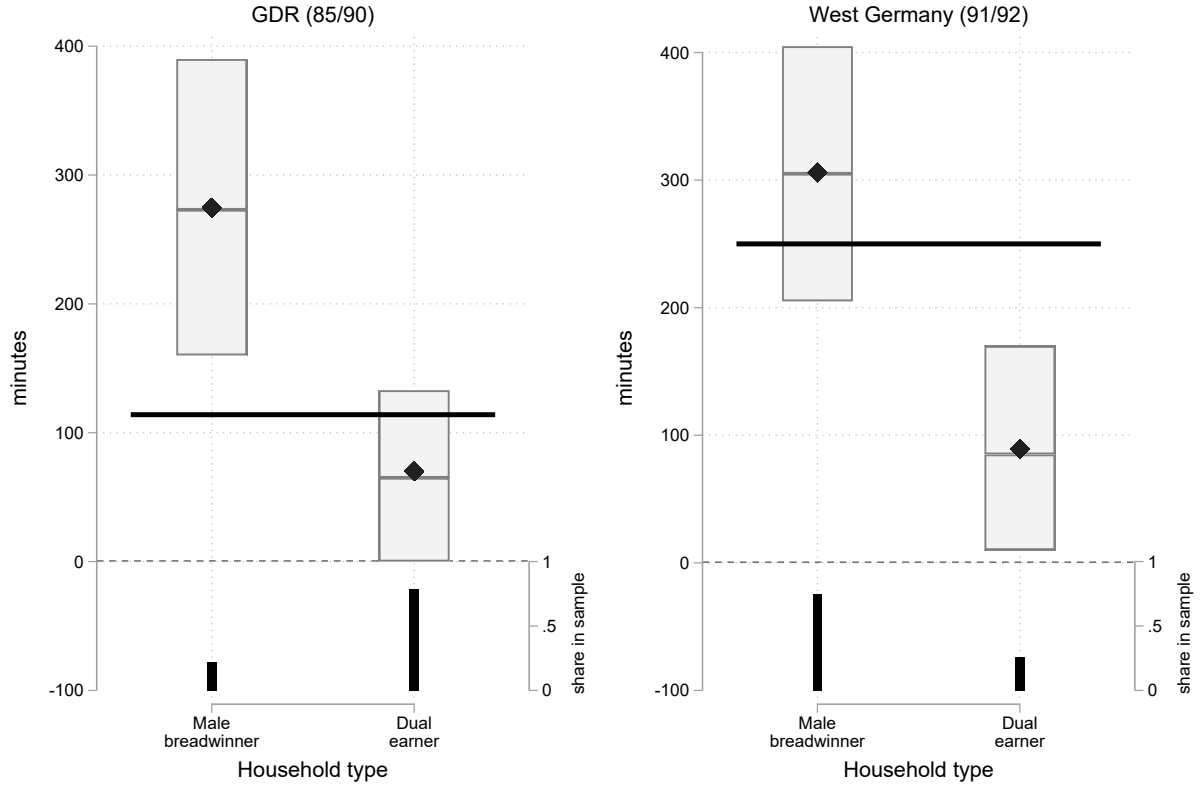 GDR (85/90)
400
300
200
100
0
-100
minutes
1
.5
0
share in sample
Male
breadwinner
Dual
earner
Household type
West Germany (91/92)
400
300
200
100
0
-100
minutes
1
.5
0
share in sample
Male
breadwinner
Dual
earner
Household type